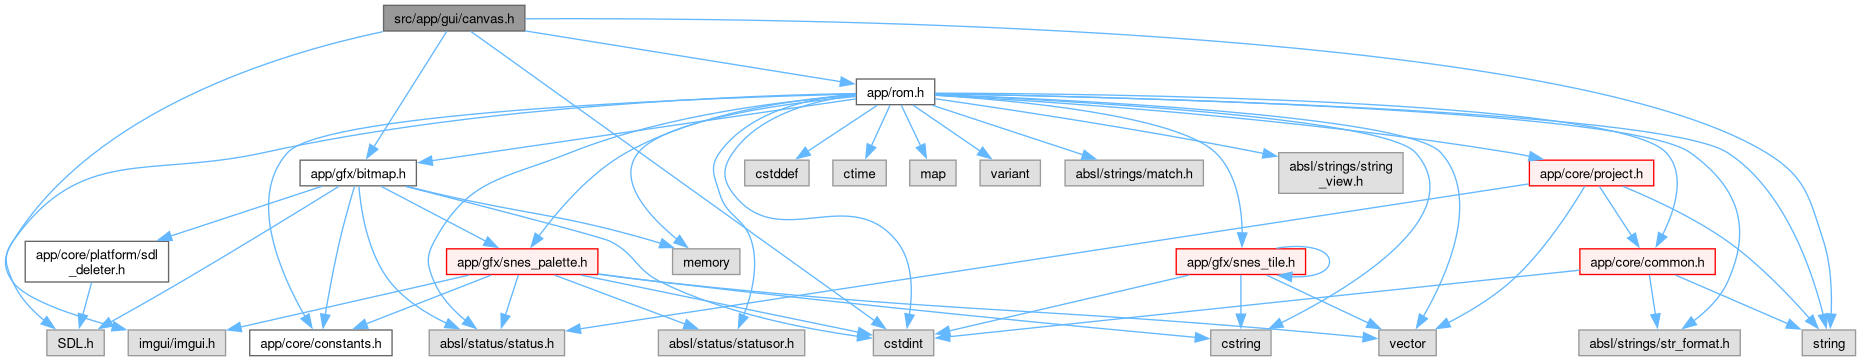 src/app/gui/canvas.h
app/rom.h
app/gfx/bitmap.h
cstddef
ctime
map
variant
absl/strings/match.h
absl/strings/string
_view.h
app/core/project.h
app/core/platform/sdl
_deleter.h
app/gfx/snes_palette.h
memory
app/gfx/snes_tile.h
app/core/common.h
SDL.h
imgui/imgui.h
app/core/constants.h
absl/status/status.h
absl/status/statusor.h
cstdint
cstring
vector
absl/strings/str_format.h
string